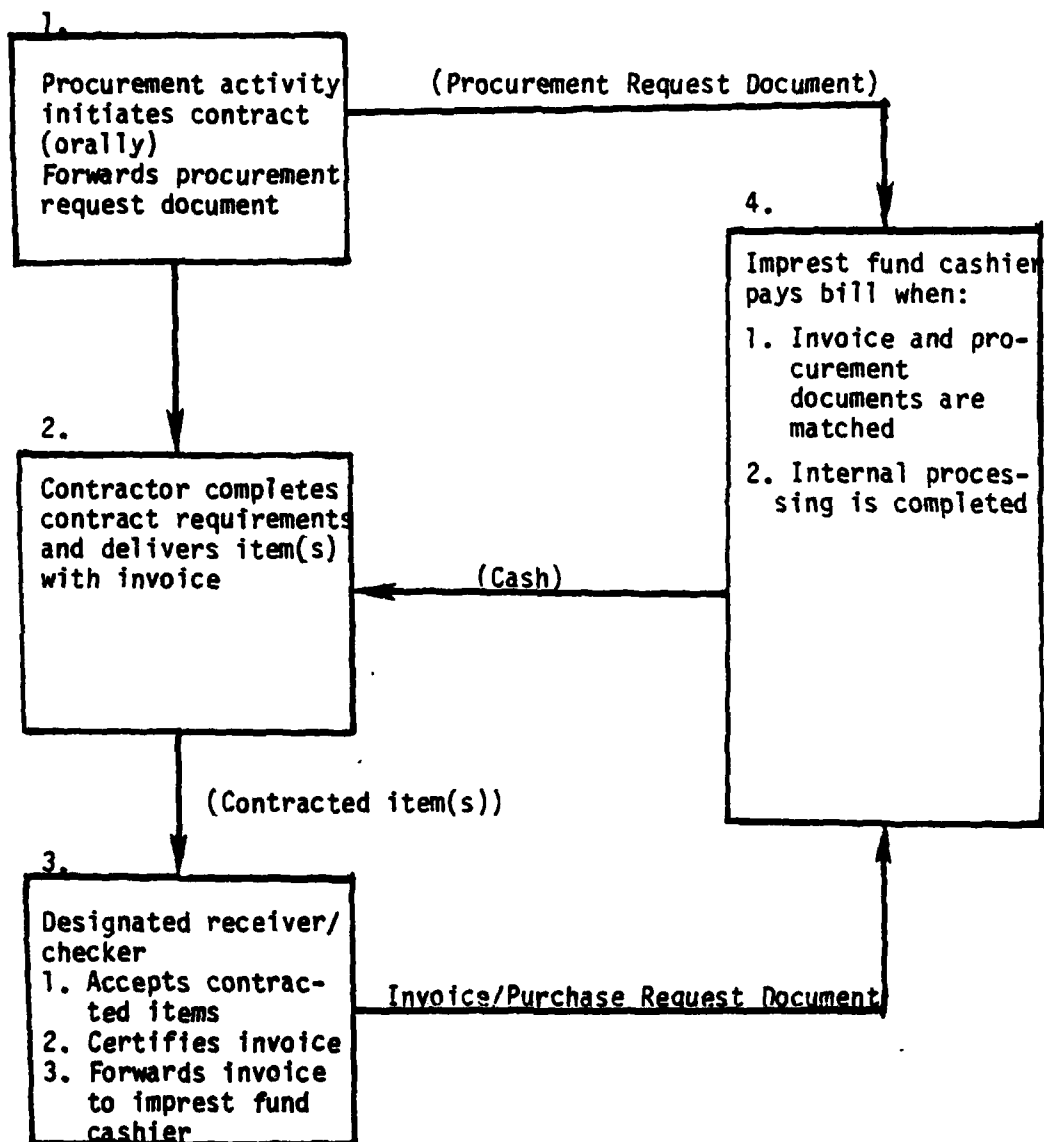 1.
Procurement activity
initiates contract
(orally)
Forwards procurement
request document
(Procurement Request Document)
2.
Contractor completes
contract requirements
and delivers item(s)
with invoice
(Contracted item(s))
3.
Designated receiver/
checker
1. Accepts contrac-
ted items
2. Certifies invoice
3. Forwards invoice
to imprest fund
cashier
Invoice/Purchase Request Document
4.
Imprest fund cashier
pays bill when:
1. Invoice and pro-
curement
documents are
matched
2. Internal proces-
sing is completed
(Cash)